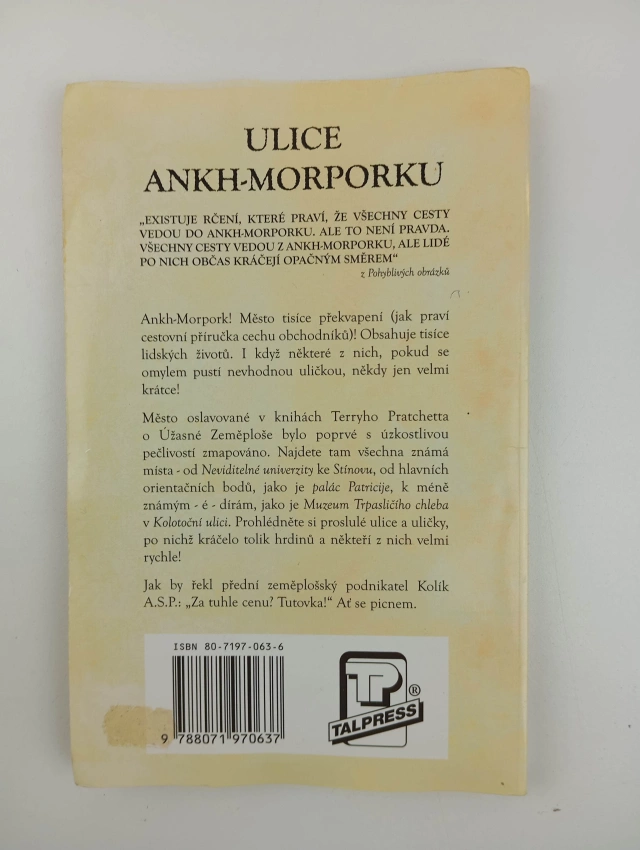 ULICE
ANKH-MORPORKU
„EXISTUJE RČENÍ, KTERÉ PRAVÍ, ŽE VŠECHNY CESTY
VEDOU DO ANKH-MORPORKU. ALE TO NENÍ PRAVDA.
VŠECHNY CESTY VEDOU Z ANKH-MORPORKU, ALE LIDÉ
PO NICH OBČAS KRÁČEJÍ OPAČNÝM SMĚREM“
z Pohyblivých obrázků
Ankh-Morpork! Město tisíce překvapení (jak praví
cestovní příručka cechu obchodníků)! Obsahuje tisíce
lidských životů. I když některé z nich, pokud se
omylem pustí nevhodnou uličkou, někdy jen velmi
krátce!
Město oslavované v knihách Terryho Pratchetta
o Úžasné Zeměploše bylo poprvé s úzkostlivou
pečlivostí zmapováno. Najdete tam všechna známá
místa - od Neviditelné univerzity ke Stínovu, od hlavních
orientačních bodů, jako je palác Patricije, k méně
známým - é - dírám, jako je Muzeum Trpasličího chleba
v Kolotoční ulici. Prohlédněte si proslulé ulice a uličky,
po nichž kráčelo tolik hrdinů a někteří z nich velmi
rychle!
Jak by řekl přední zeměplošský podnikatel Kolík
A.S.P.: „Za tuhle cenu? Tutovka!“ Ať se picnem.
ISBN 80-7197-063-6
9 788071 970637
TP
TALPRESS
®